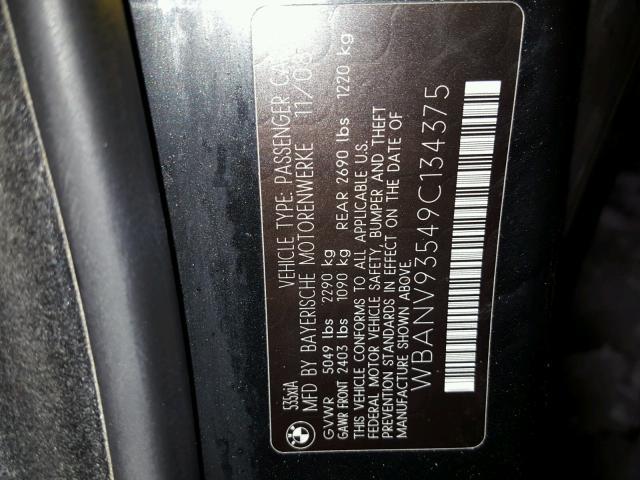 535xiA
VEHICLE TYPE: PASSENGER
MFD BY BAYERISCHE MOTORENWERKE 11/08
GVWR 5049 lbs 2290 kg
GAWR FRONT 2403 lbs 1090 kg REAR 2690 lbs 1220 kg
THIS VEHICLE CONFORMS TO ALL APPLICABLE U.S.
FEDERAL MOTOR VEHICLE SAFETY, BUMPER AND THEFT
PREVENTION STANDARDS IN EFFECT ON THE DATE OF
MANUFACTURE SHOWN ABOVE.
WBANV93549C134375